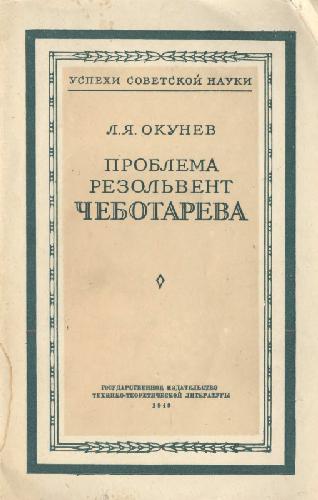 УСПЕХИ СОВЕТСКОЙ НАУКИ
Л.Я. ОКУНЕВ
ПРОБЛЕМА
РЕЗОЛЬВЕНТ
ЧЕБОТАРЕВА
ГОСУДАРСТВЕННОЕ ИЗДАТЕЛЬСТВО
ТЕХНИКО-ТЕОРЕТИЧЕСКОЙ ЛИТЕРАТУРЫ